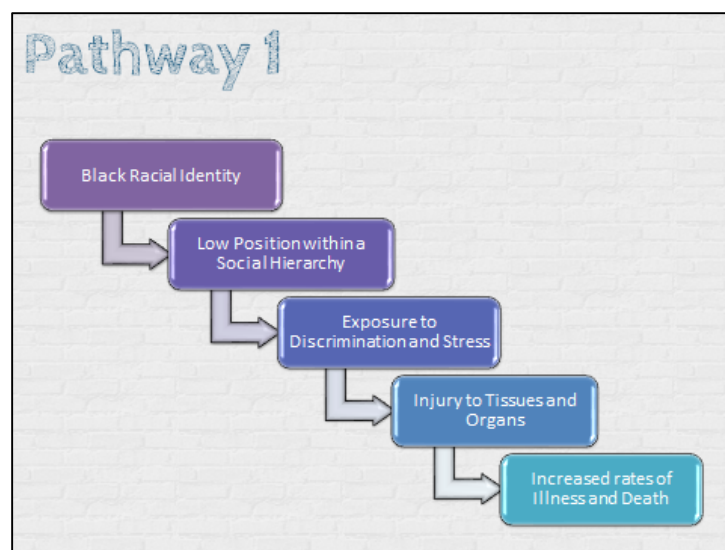 Pathway 1
Black Racial Identity
Low Position within a
Social Hierarchy
Exposure to
Discrimination and Stress
Injury to Tissues and
Organs
Increased rates of
Illness and Death